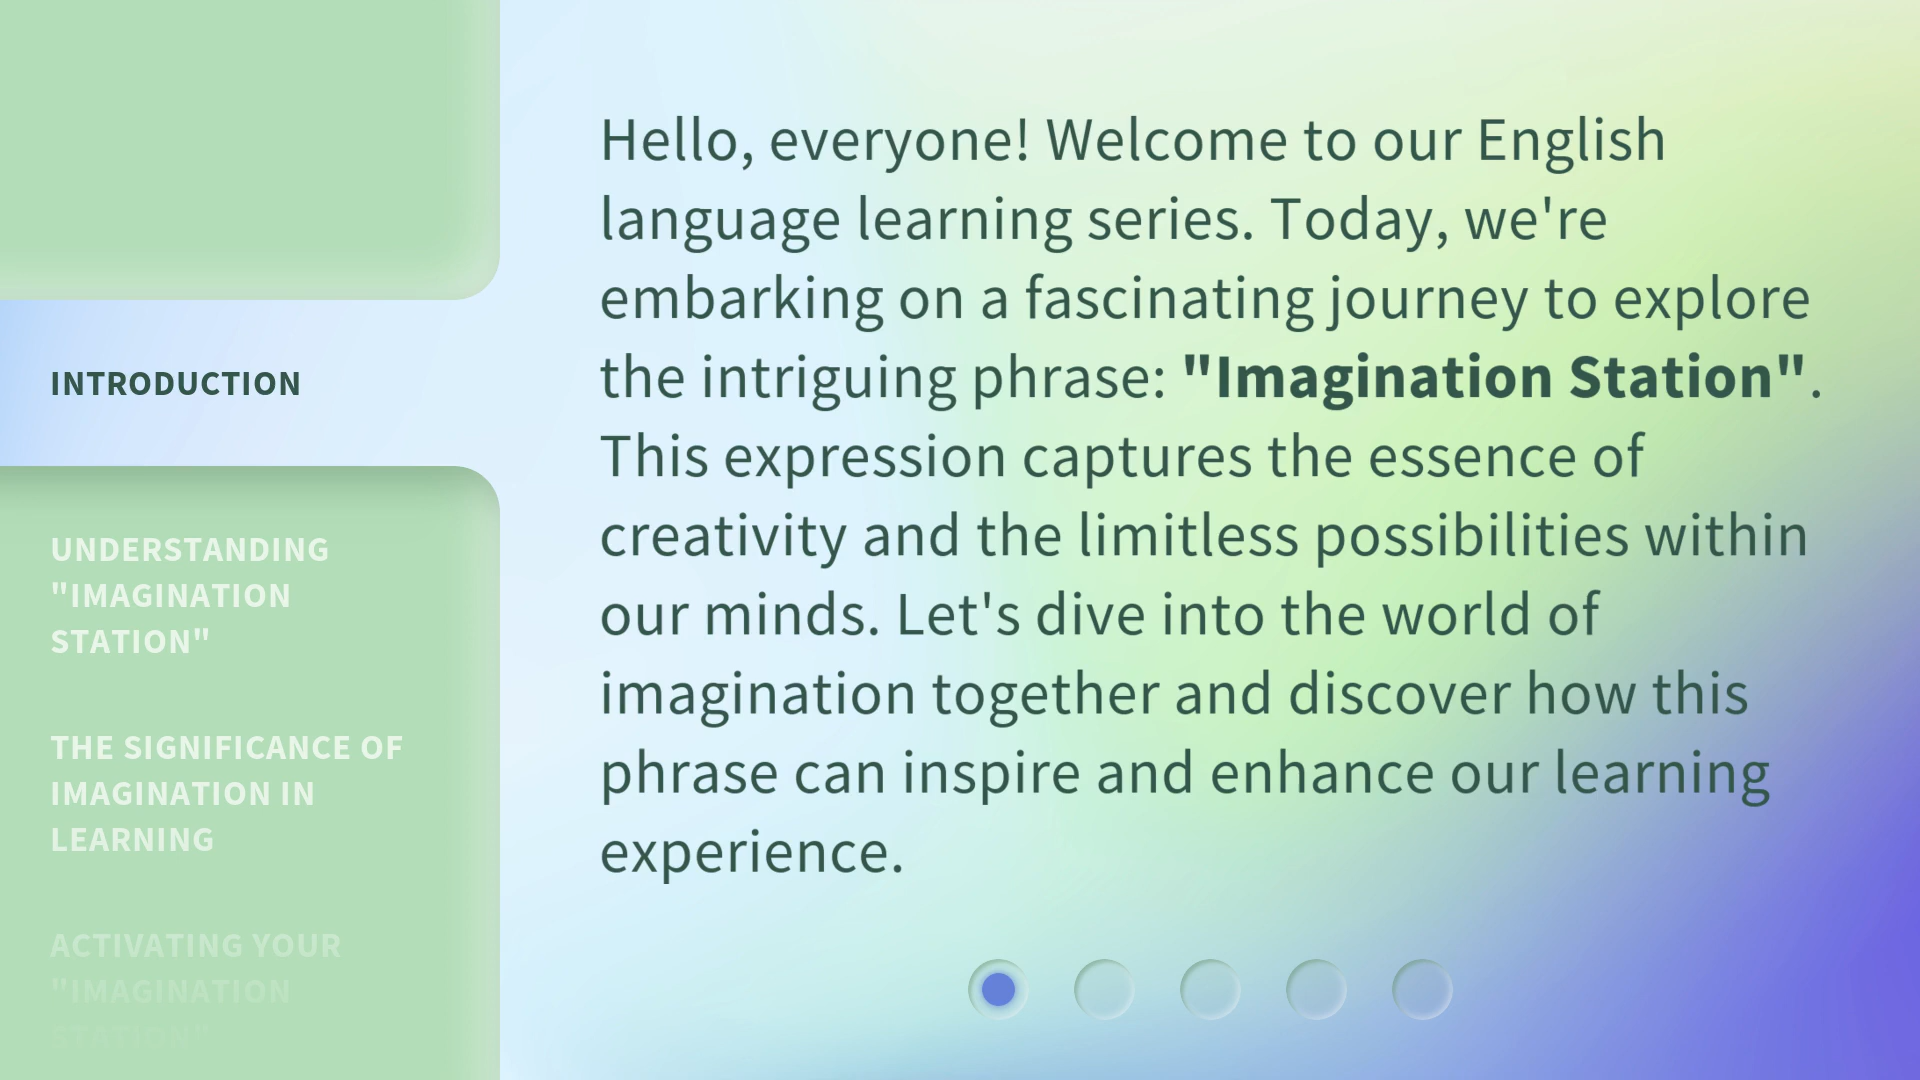 INTRODUCTION
UNDERSTANDING
"IMAGINATION
STATION"
THE SIGNIFICANCE OF
IMAGINATION IN
LEARNING
ACTIVATING YOUR
"IMAGINATION
STATION"
Hello, everyone! Welcome to our English
language learning series. Today, we're
embarking on a fascinating journey to explore
the intriguing phrase: "Imagination Station".
This expression captures the essence of
creativity and the limitless possibilities within
our minds. Let's dive into the world of
imagination together and discover how this
phrase can inspire and enhance our learning
experience.